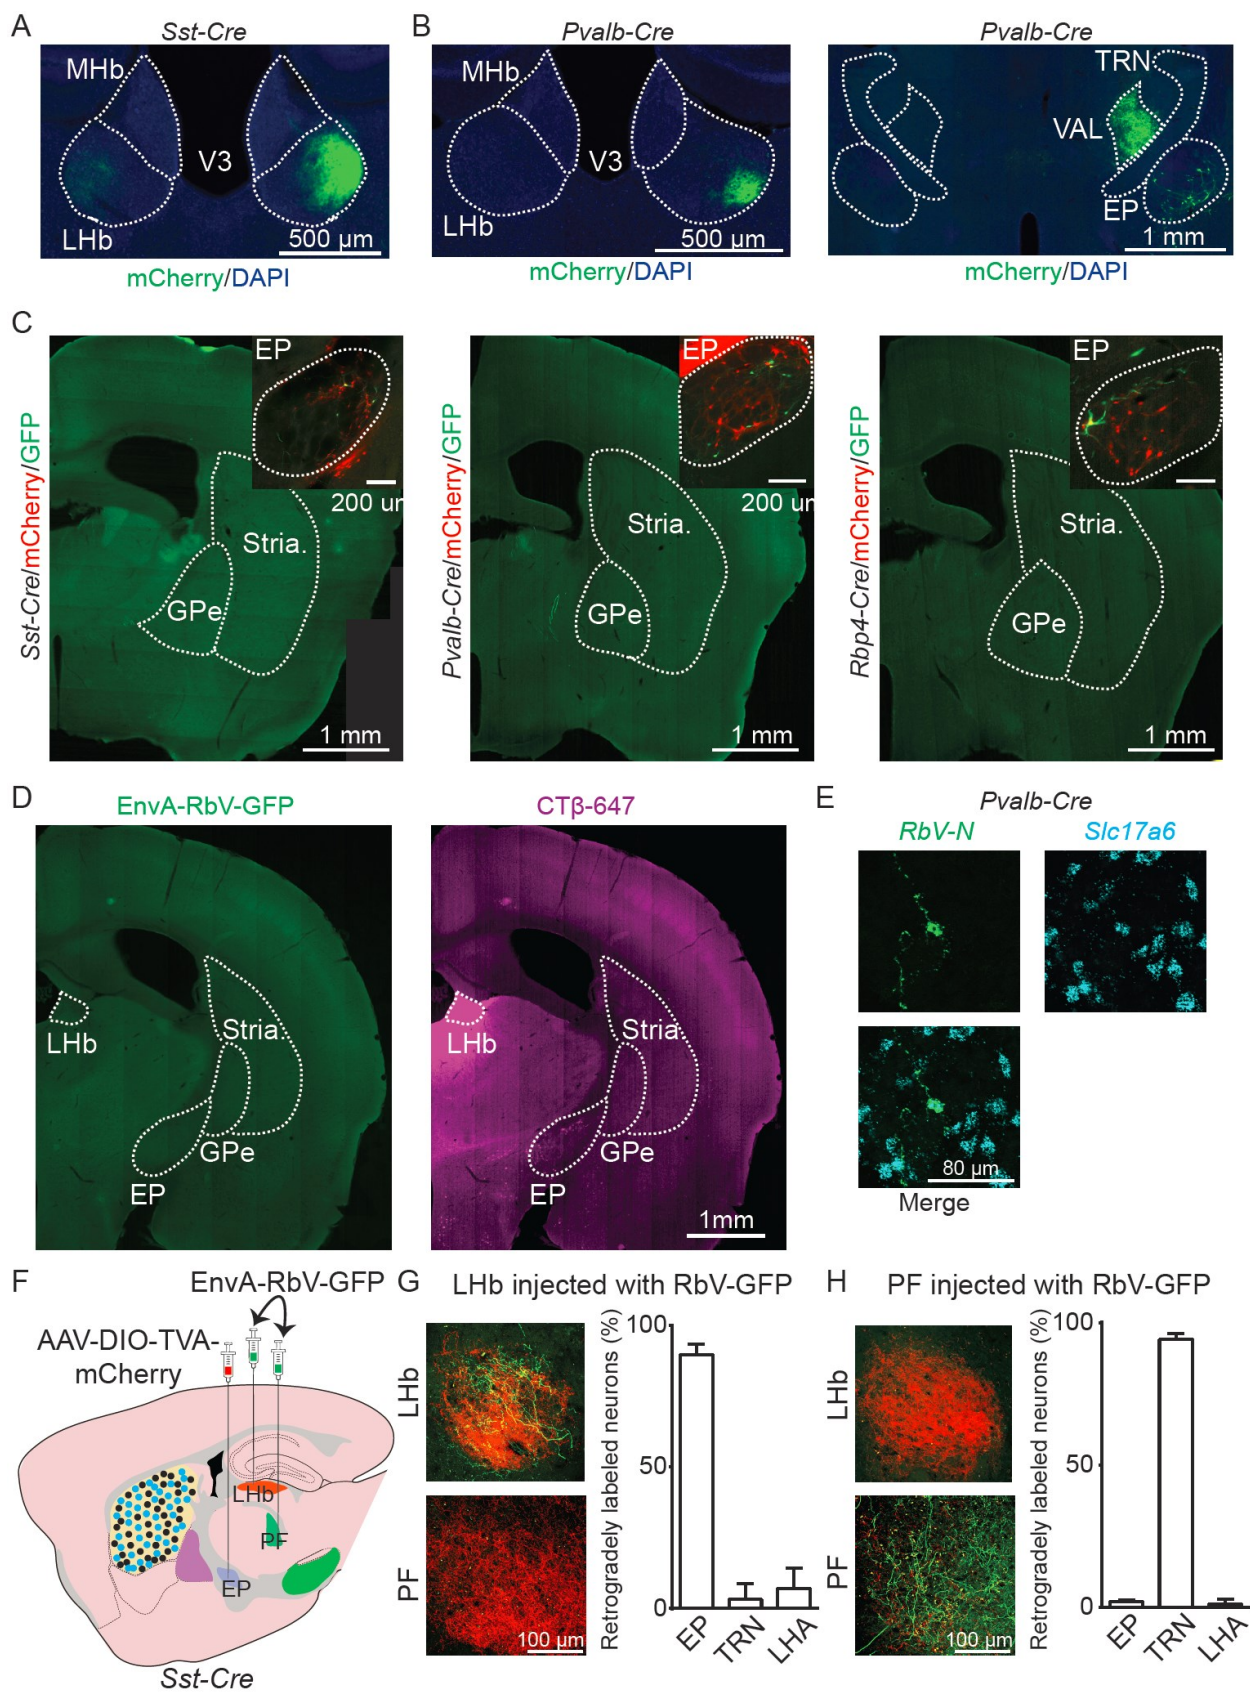 A
Sst-Cre
MHb
V3
LHb
500 µm
mCherry/DAPI
B
Pvalb-Cre
MHb
V3
LHb
500 µm
mCherry/DAPI
Pvalb-Cre
TRN
VAL
EP
1 mm
mCherry/DAPI
C
Sst-Cre/mCherry/GFP
EP
200 um
Stria.
GPe
1 mm
Pvalb-Cre/mCherry/GFP
EP
200 um
Stria.
GPe
1 mm
Rbp4-Cre/mCherry/GFP
EP
Stria.
GPe
1 mm
D
EnvA-RbV-GFP
LHb
Stria.
GPe
EP
CTβ-647
LHb
Stria.
GPe
EP
1mm
E
Pvalb-Cre
RbV-N
Slc17a6
80 µm
Merge
F
EnvA-RbV-GFP
AAV-DIO-TVA-
mCherry
LHb
PF
EP
Sst-Cre
G
LHb injected with RbV-GFP
LHb
PF
100 µm
Retrogradely labeled neurons (%)
100
50
0
EP
TRN
LHA
H
PF injected with RbV-GFP
LHb
PF
100 µm
Retrogradely labeled neurons (%)
100
50
0
EP
TRN
LHA